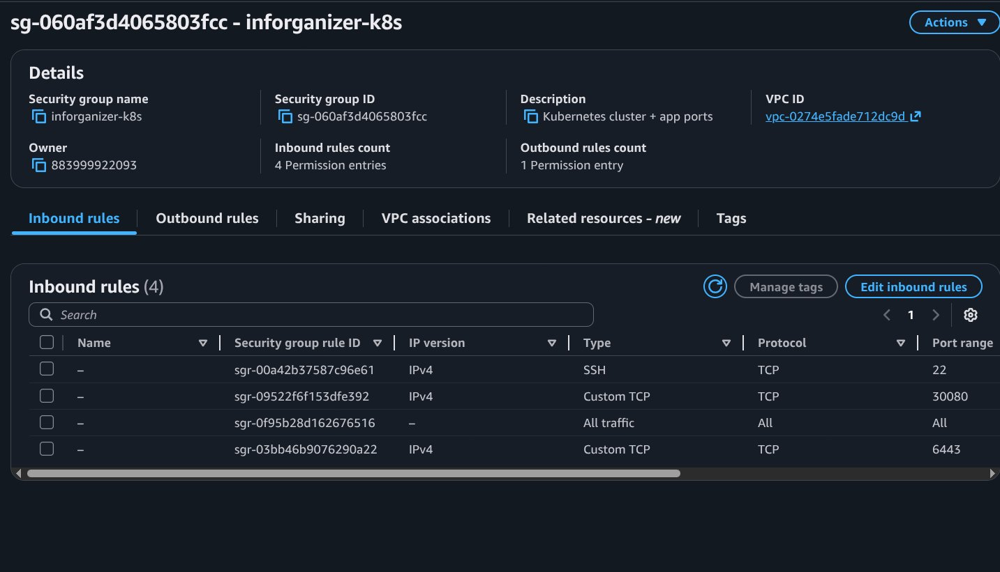 sg-060af3d4065803fcc - inforganizer-k8s
Actions
Details
Security group name
inforganizer-k8s
Security group ID
sg-060af3d4065803fcc
Description
Kubernetes cluster + app ports
VPC ID
vpc-0274e5fade712dc9d
Owner
883999922093
Inbound rules count
4 Permission entries
Outbound rules count
1 Permission entry
Inbound rules Outbound rules Sharing VPC associations Related resources - new Tags
Inbound rules (4)
Manage tags
Edit inbound rules
Search
1
Name Security group rule ID IP version Type Protocol Port range
– sgr-00a42b37587c96e61 IPv4 SSH TCP 22
– sgr-09522f6f153dfe392 IPv4 Custom TCP TCP 30080
– sgr-0f95b28d162676516 – All traffic All All
– sgr-03bb46b9076290a22 IPv4 Custom TCP TCP 6443